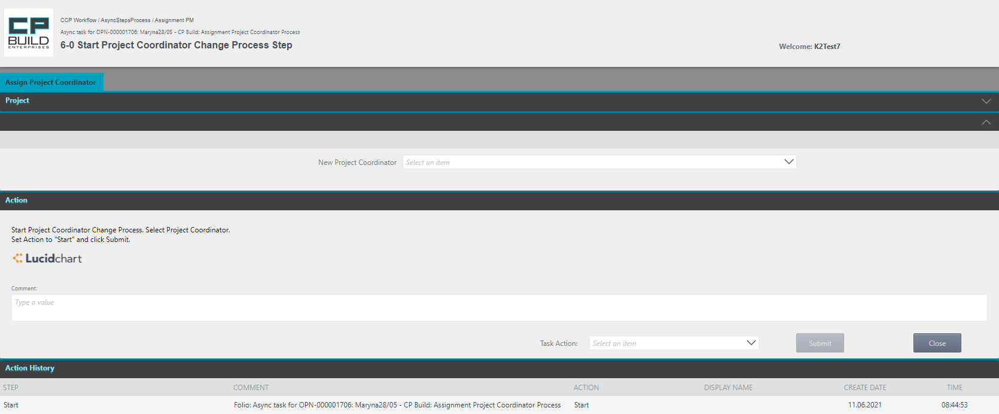 CP
BUILD
ENTERPRISES
CCP Workflow / AsyncStepsProcess / Assignment PM
Async task for OPN-000001706: Maryna28/05 - CP Build: Assignment Project Coordinator Process
6-0 Start Project Coordinator Change Process Step
Welcome: K2Test7
Assign Project Coordinator
Project
New Project Coordinator Select an item
Action
Start Project Coordinator Change Process. Select Project Coordinator.
Set Action to "Start" and click Submit.
Lucidchart
Comment:
Type a value
Task Action: Select an item Submit Close
Action History
STEP COMMENT ACTION DISPLAY NAME CREATE DATE TIME
Start Folio: Async task for OPN-000001706: Maryna28/05 - CP Build: Assignment Project Coordinator Process Start 11.06.2021 08:44:53